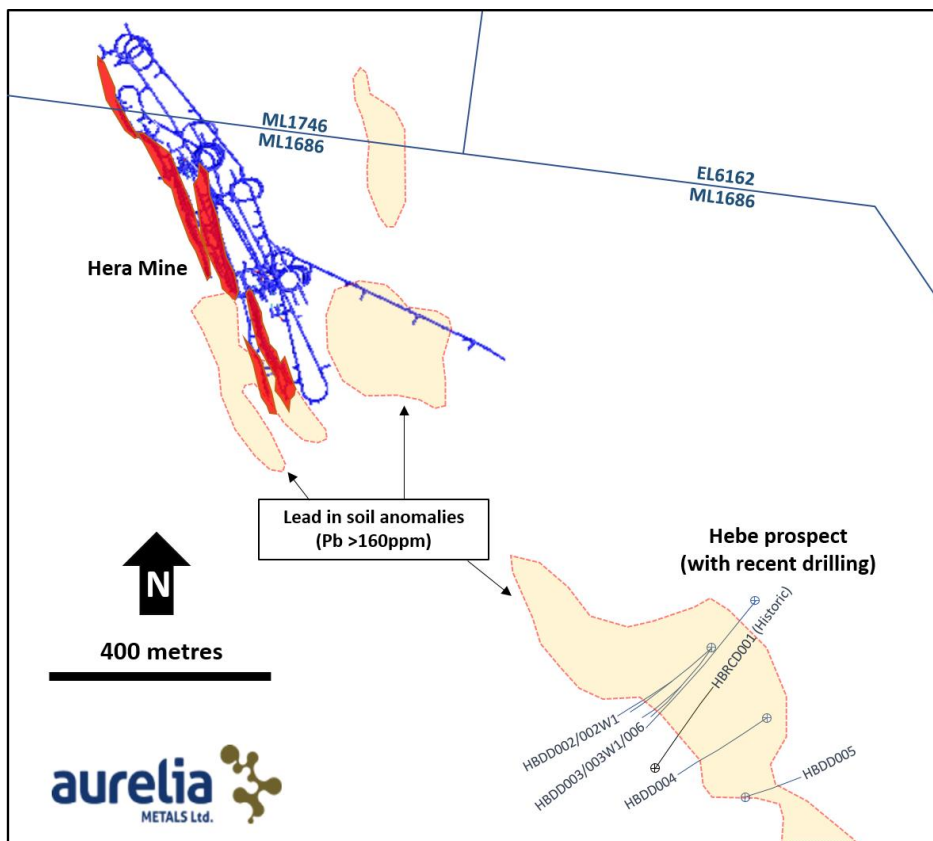 ML1746
ML1686
EL6162
ML1686
Hera Mine
Lead in soil anomalies
(Pb >160ppm)
Hebe prospect
(with recent drilling)
N
400 metres
HBRCD001 (Historic)
HBDD002/002W1
HBDD003/003W1/006
HBDD004
HBDD005
aurelia
METALS Ltd.